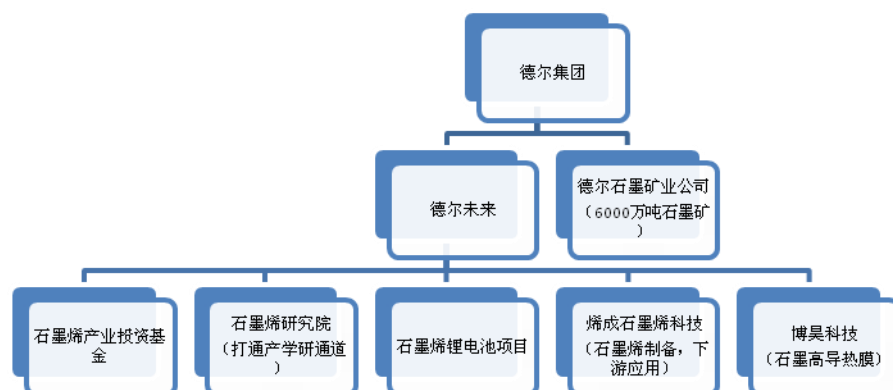 德尔集团
德尔未来
德尔石墨矿业公司
（6000万吨石墨矿
）
石墨烯产业投资基
金
石墨烯研究院
（打通产学研通道
）
石墨烯锂电池项目
烯成石墨烯科技
（石墨烯制备，下
游应用）
博昊科技
（石墨高导热膜）